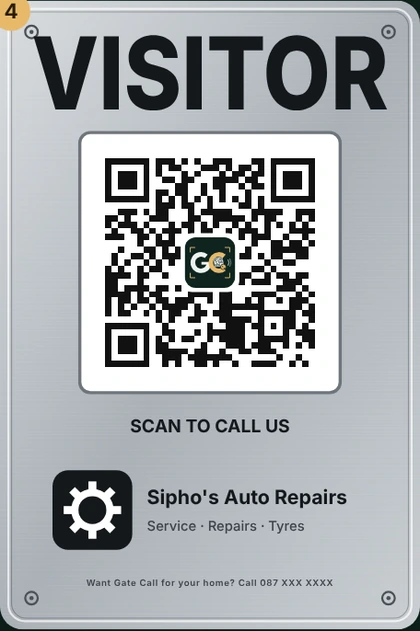 4
VISITOR
GC
SCAN TO CALL US
Sipho's Auto Repairs
Service · Repairs · Tyres
Want Gate Call for your home? Call 087 XXX XXXX